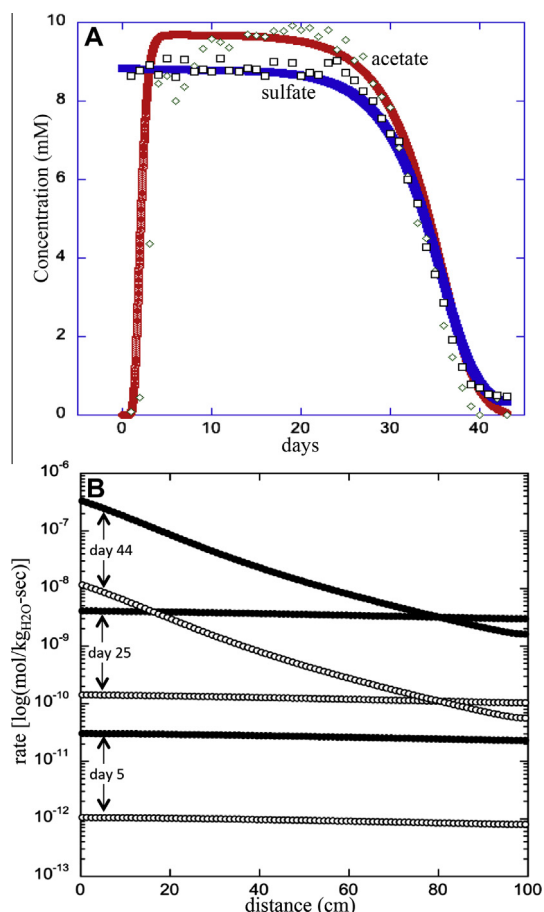 A
10
8
6
4
2
0
Concentration (mM)
acetate
sulfate
0 10 20 30 40
days
B
10-6
10-7
10-8
10-9
10-10
10-11
10-12
10-13
rate [log(mol/kgH2O-sec)]
day 44
day 25
day 5
0 20 40 60 80 100
distance (cm)